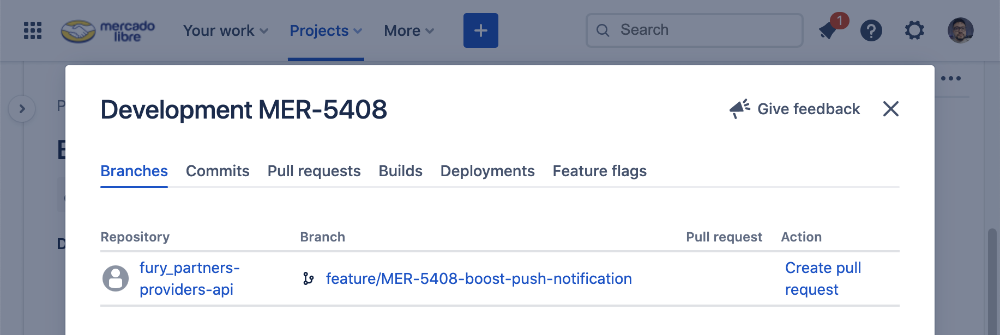 mercado
libre
Your work
Projects
More
+
Search
1
?
P
Development MER-5408
Give feedback
E
Branches
Commits
Pull requests
Builds
Deployments
Feature flags
D
Repository
Branch
Pull request
Action
fury_partners-
providers-api
feature/MER-5408-boost-push-notification
Create pull
request